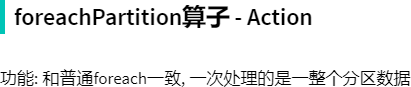 foreachPartition算子 - Action
功能: 和普通foreach一致, 一次处理的是一整个分区数据